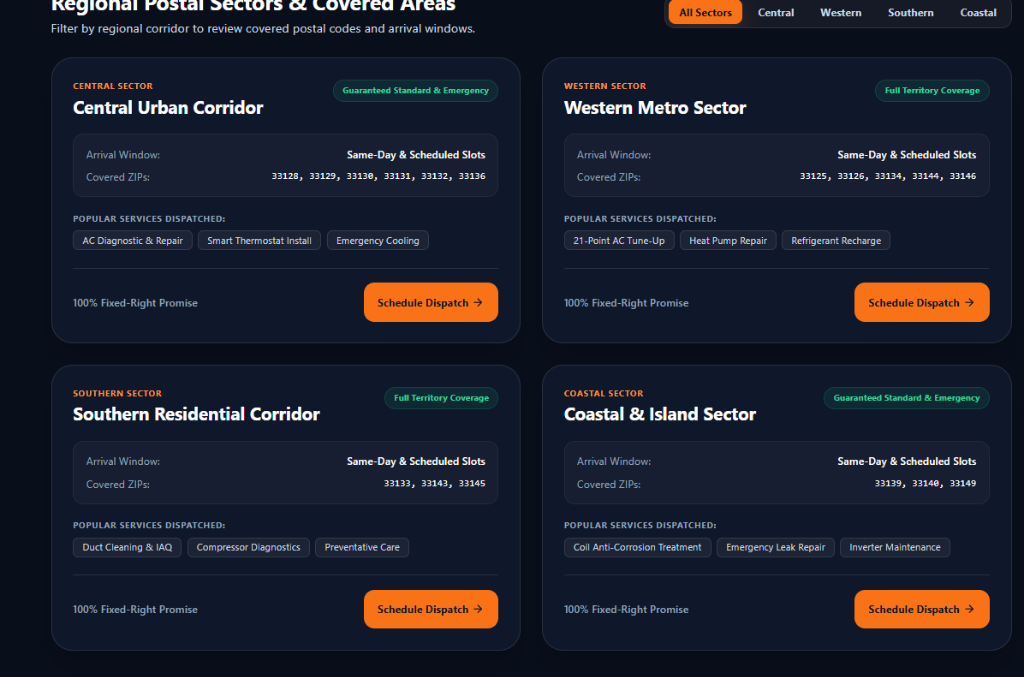 Regional Postal Sectors & Covered Areas
Filter by regional corridor to review covered postal codes and arrival windows.
All Sectors Central Western Southern Coastal
CENTRAL SECTOR
Guaranteed Standard & Emergency
Central Urban Corridor
Arrival Window: Same-Day & Scheduled Slots
Covered ZIPs: 33128, 33129, 33130, 33131, 33132, 33136
POPULAR SERVICES DISPATCHED:
AC Diagnostic & Repair Smart Thermostat Install Emergency Cooling
100% Fixed-Right Promise Schedule Dispatch →
WESTERN SECTOR
Full Territory Coverage
Western Metro Sector
Arrival Window: Same-Day & Scheduled Slots
Covered ZIPs: 33125, 33126, 33134, 33144, 33146
POPULAR SERVICES DISPATCHED:
21-Point AC Tune-Up Heat Pump Repair Refrigerant Recharge
100% Fixed-Right Promise Schedule Dispatch →
SOUTHERN SECTOR
Full Territory Coverage
Southern Residential Corridor
Arrival Window: Same-Day & Scheduled Slots
Covered ZIPs: 33133, 33143, 33145
POPULAR SERVICES DISPATCHED:
Duct Cleaning & IAQ Compressor Diagnostics Preventative Care
100% Fixed-Right Promise Schedule Dispatch →
COASTAL SECTOR
Guaranteed Standard & Emergency
Coastal & Island Sector
Arrival Window: Same-Day & Scheduled Slots
Covered ZIPs: 33139, 33140, 33149
POPULAR SERVICES DISPATCHED:
Coil Anti-Corrosion Treatment Emergency Leak Repair Inverter Maintenance
100% Fixed-Right Promise Schedule Dispatch →